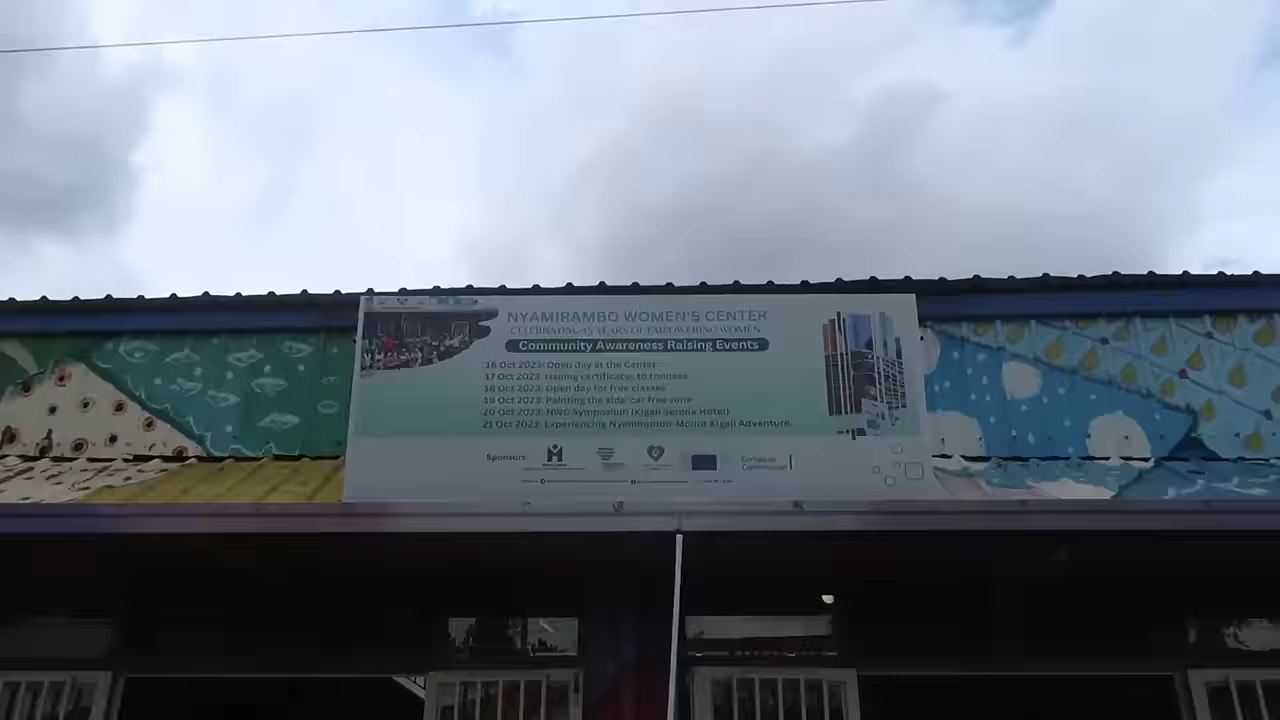 NYAMIRAMBO WOMEN'S CENTER
CELEBRATING 15 YEARS OF EMPOWERING WOMEN
Community Awareness Raising Events
16 Oct 2023: Open day at the Center
17 Oct 2023: Issuing certificates to trainees
18 Oct 2023: Open day for free classes
19 Oct 2023: Painting the side car free zone
20 Oct 2023: NWC Symposium (Kigali Serena Hotel)
21 Oct 2023: Experiencing Nyamirambo-Mount Kigali Adventure
Sponsors:
European
Commission